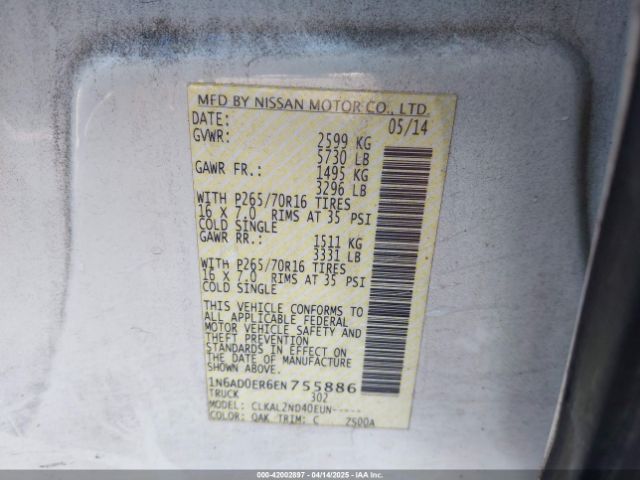 MFD BY NISSAN MOTOR CO., LTD.
DATE: 05/14
GVWR: 2599 KG
5730 LB
GAWR FR.: 1495 KG
3296 LB
WITH P265/70R16 TIRES
16 X 7.0 RIMS AT 35 PSI
COLD SINGLE
GAWR RR.: 1511 KG
3331 LB
WITH P265/70R16 TIRES
16 X 7.0 RIMS AT 35 PSI
COLD SINGLE
THIS VEHICLE CONFORMS TO
ALL APPLICABLE FEDERAL
MOTOR VEHICLE SAFETY AND
THEFT PREVENTION
STANDARDS IN EFFECT ON
THE DATE OF MANUFACTURE
SHOWN ABOVE.
1N6AD0ER6EN755886
TRUCK 302
MODEL: CLKALZND40EUN-----
COLOR: QAK TRIM: C 2500A
000-42002897 - 04/14/2025 - IAA Inc.